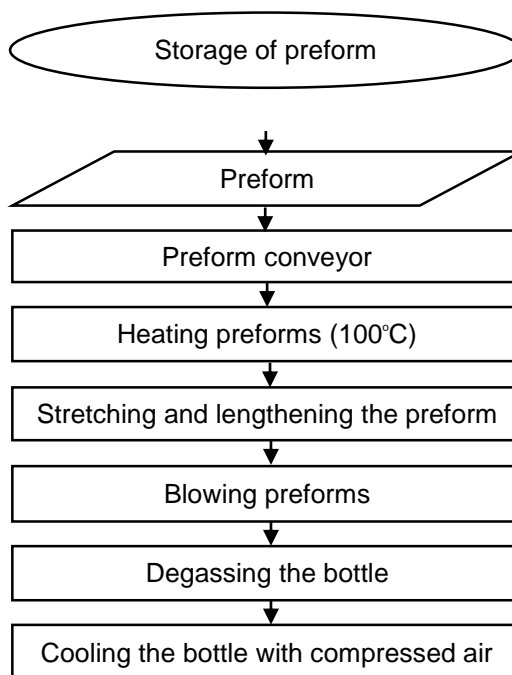 Storage of preform
Preform
Preform conveyor
Heating preforms (100°C)
Stretching and lengthening the preform
Blowing preforms
Degassing the bottle
Cooling the bottle with compressed air